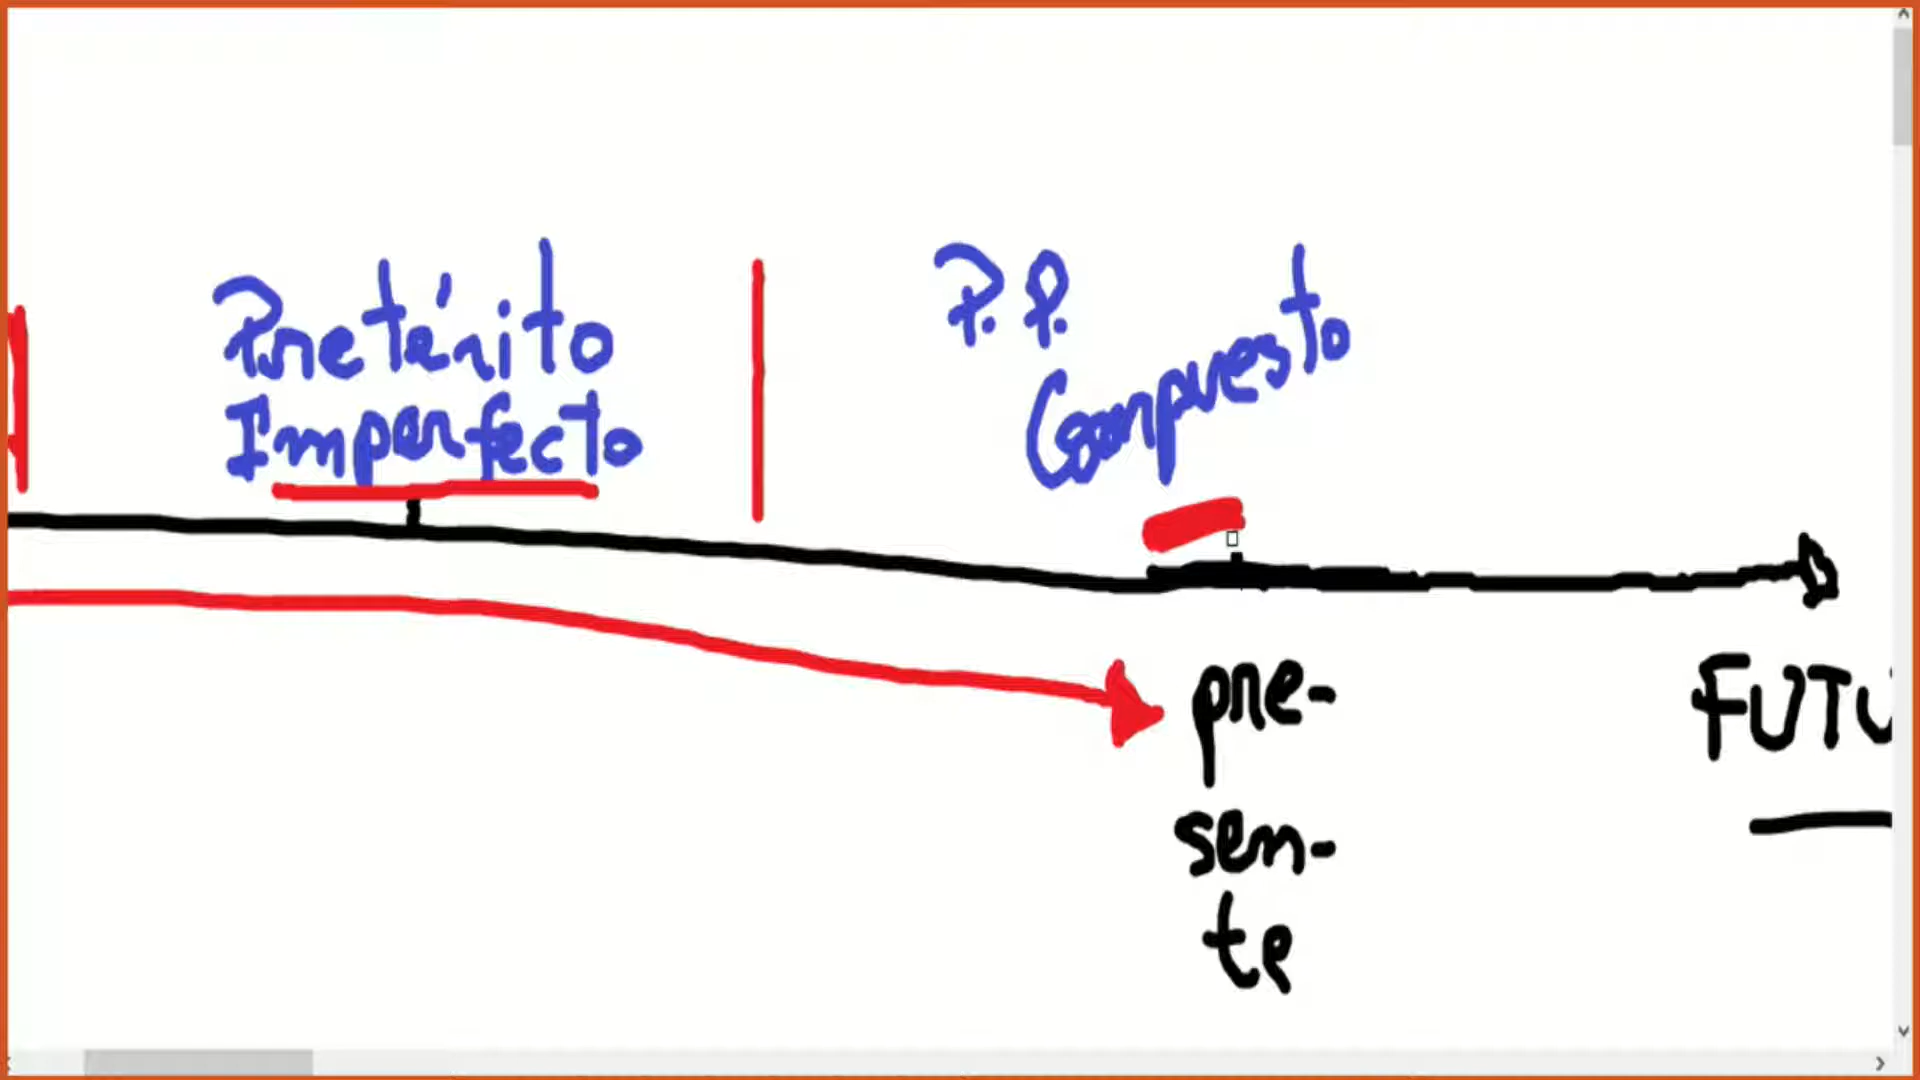 Pretérito
Imperfecto
P. P.
Compuesto
pre-
sen-
te
FUTU